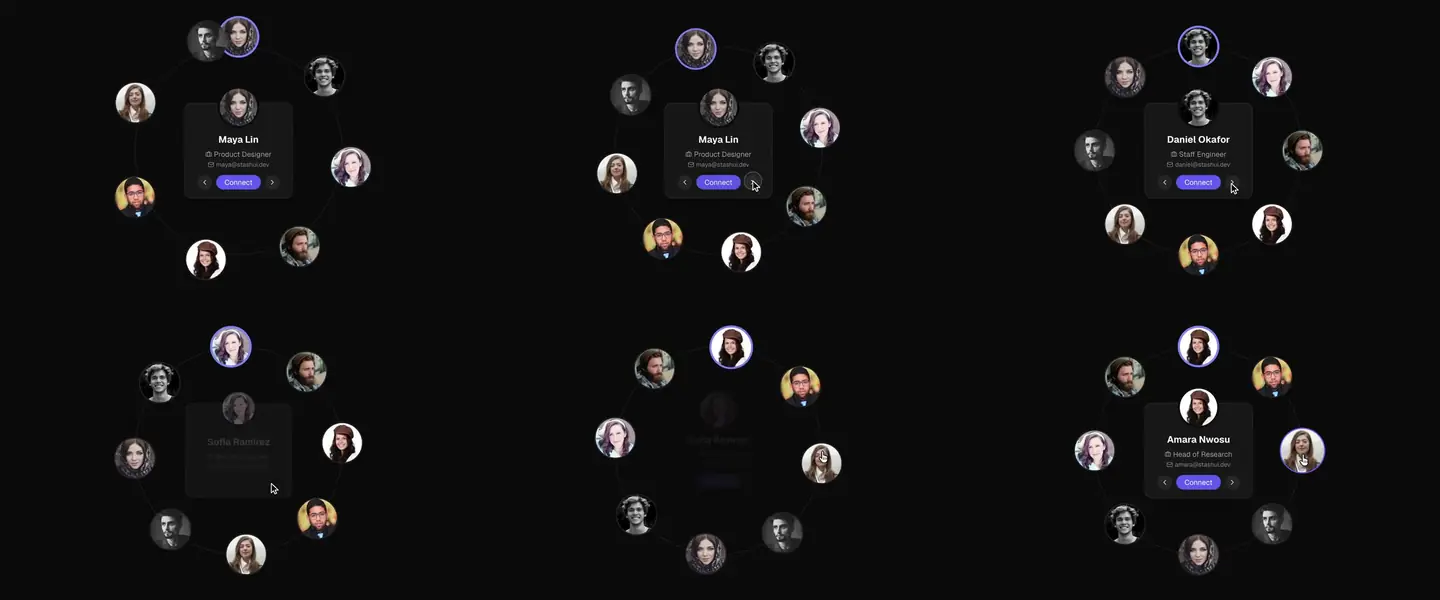 Maya Lin
Product Designer
maya@stashui.dev
Connect
Maya Lin
Product Designer
maya@stashui.dev
Connect
Daniel Okafor
Staff Engineer
daniel@stashui.dev
Connect
Sofia Ramirez
Amara Nwosu
Head of Research
amara@stashui.dev
Connect